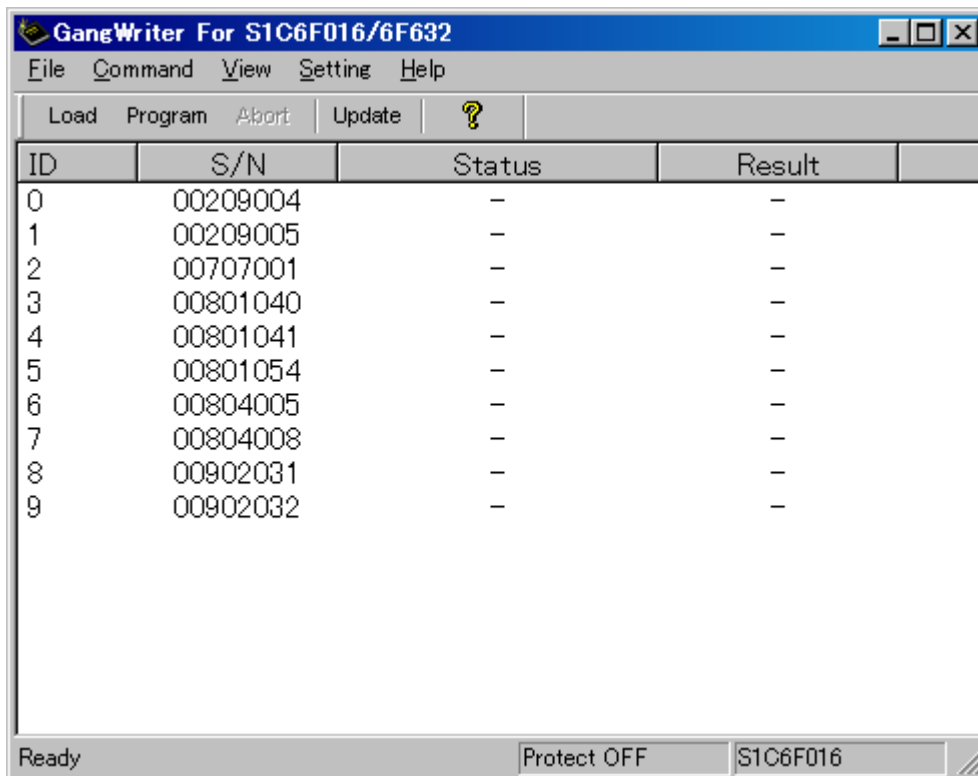 GangWriter For S1C6F016/6F632
File Command View Setting Help
Load Program Abort Update ?
ID S/N Status Result
0 00209004 – –
1 00209005 – –
2 00707001 – –
3 00801040 – –
4 00801041 – –
5 00801054 – –
6 00804005 – –
7 00804008 – –
8 00902031 – –
9 00902032 – –
Ready Protect OFF S1C6F016